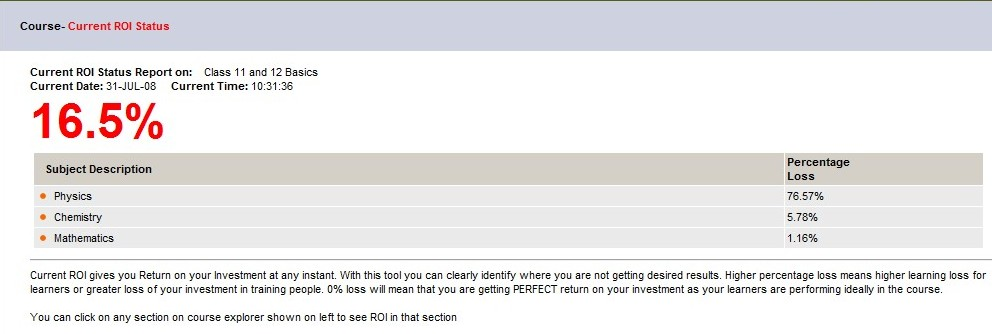 Course- Current ROI Status
Current ROI Status Report on: Class 11 and 12 Basics
Current Date: 31-JUL-08 Current Time: 10:31:36
16.5%
Subject Description Percentage Loss
Physics 76.57%
Chemistry 5.78%
Mathematics 1.16%
Current ROI gives you Return on your Investment at any instant. With this tool you can clearly identify where you are not getting desired results. Higher percentage loss means higher learning loss for
learners or greater loss of your investment in training people. 0% loss will mean that you are getting PERFECT return on your investment as your learners are performing ideally in the course.
You can click on any section on course explorer shown on left to see ROI in that section